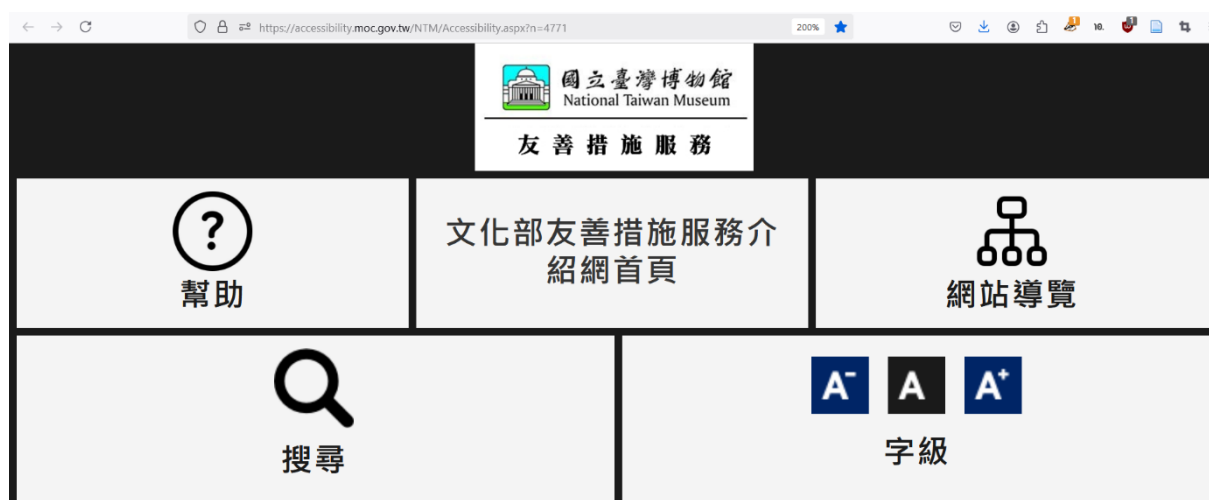 https://accessibility.moc.gov.tw/NTM/Accessibility.aspx?n=4771
200%
國立臺灣博物館
National Taiwan Museum
友善措施服務
?
幫助
文化部友善措施服務介
紹網首頁
網站導覽
搜尋
A- A A+
字級